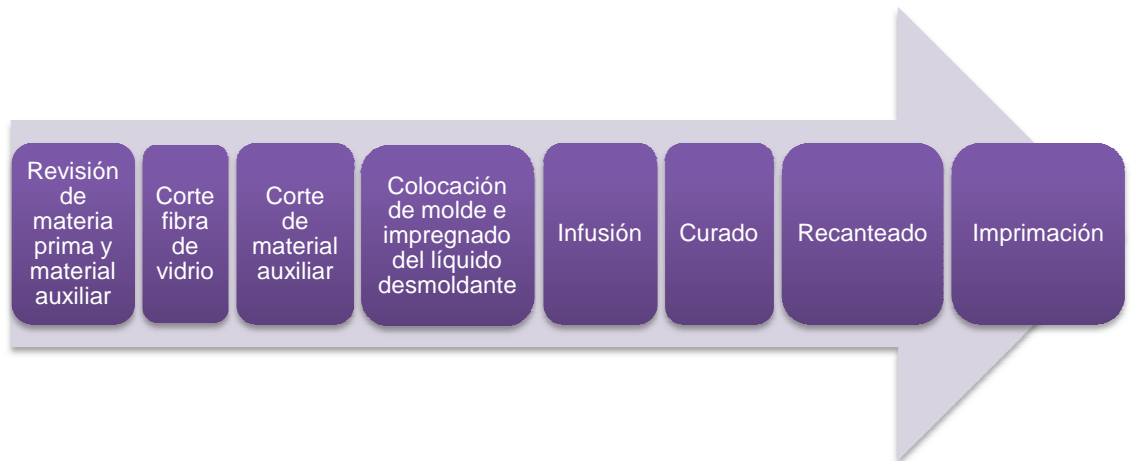 Revisión
de
materia
prima y
material
auxiliar
Corte
fibra
de
vidrio
Corte
de
material
auxiliar
Colocación
de molde e
impregnado
del líquido
desmoldante
Infusión
Curado
Recanteado
Imprimación